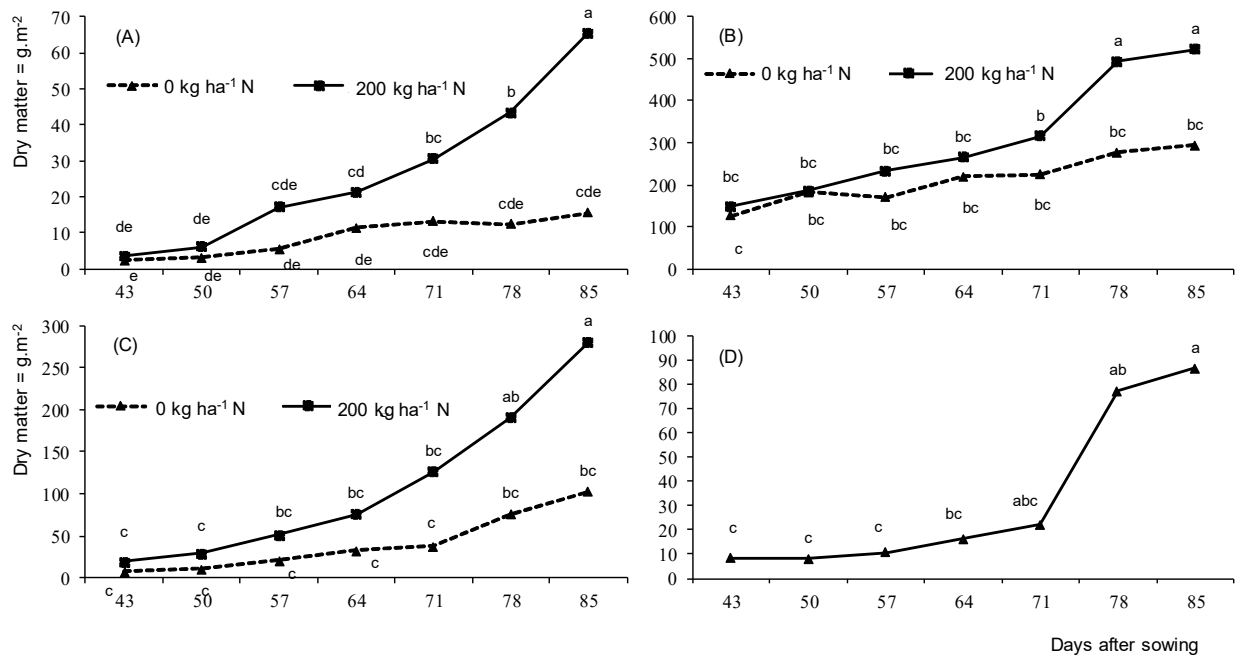 Dry matter = g.m⁻²
(A)
0 kg ha⁻¹ N 200 kg ha⁻¹ N
70
60
50
40
30
20
10
0
de de cde cd bc b a
e de de de cde cde cde
43 50 57 64 71 78 85
(B)
0 kg ha⁻¹ N 200 kg ha⁻¹ N
600
500
400
300
200
100
0
bc bc bc bc b a a
c bc bc bc bc bc bc
43 50 57 64 71 78 85
Dry matter = g.m⁻²
(C)
0 kg ha⁻¹ N 200 kg ha⁻¹ N
300
250
200
150
100
50
0
c c bc bc bc ab a
c c c c c bc bc
43 50 57 64 71 78 85
(D)
100
90
80
70
60
50
40
30
20
10
0
c c c bc abc ab a
43 50 57 64 71 78 85
Days after sowing